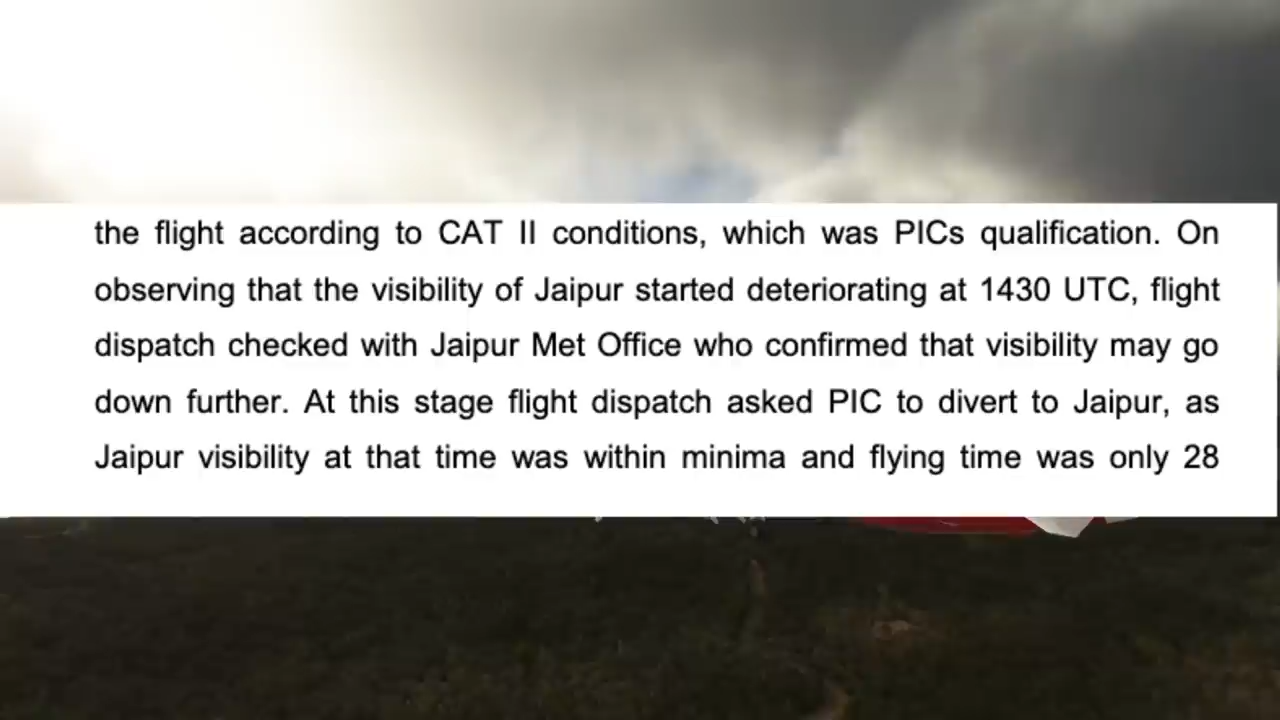 the flight according to CAT II conditions, which was PICs qualification. On
observing that the visibility of Jaipur started deteriorating at 1430 UTC, flight
dispatch checked with Jaipur Met Office who confirmed that visibility may go
down further. At this stage flight dispatch asked PIC to divert to Jaipur, as
Jaipur visibility at that time was within minima and flying time was only 28